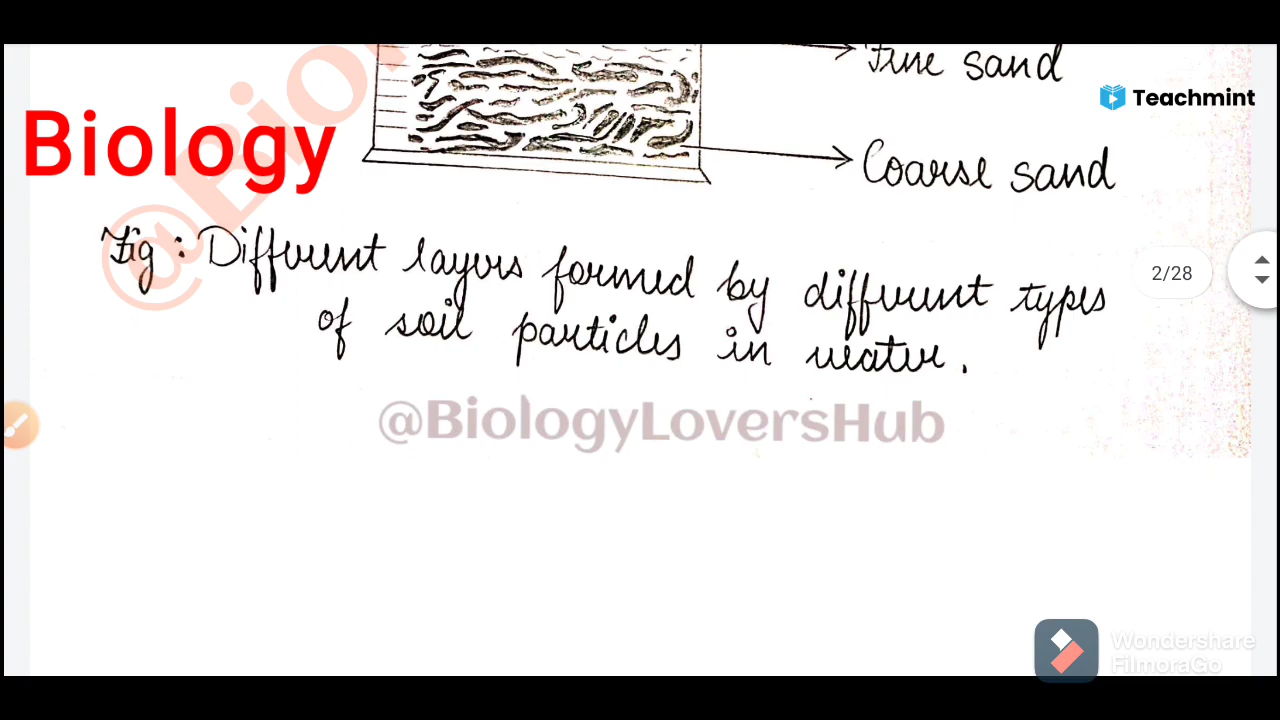 Fine sand
Teachmint
Biology
@Bio
Coarse sand
Fig : Different layers formed by different types
of soil particles in water.
2/28
@BiologyLoversHub
Wondershare
FilmoraGo